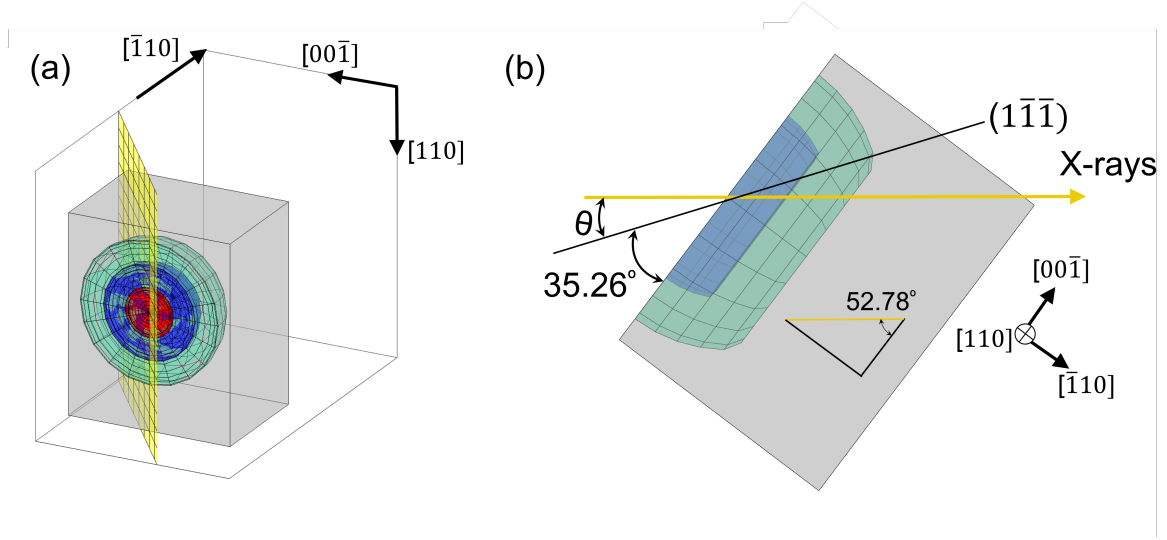 (a)
[1̅10]
[001̅]
[110]
(b)
(11̅1̅)
X-rays
θ
35.26°
52.78°
[001̅]
[110]
[1̅10]